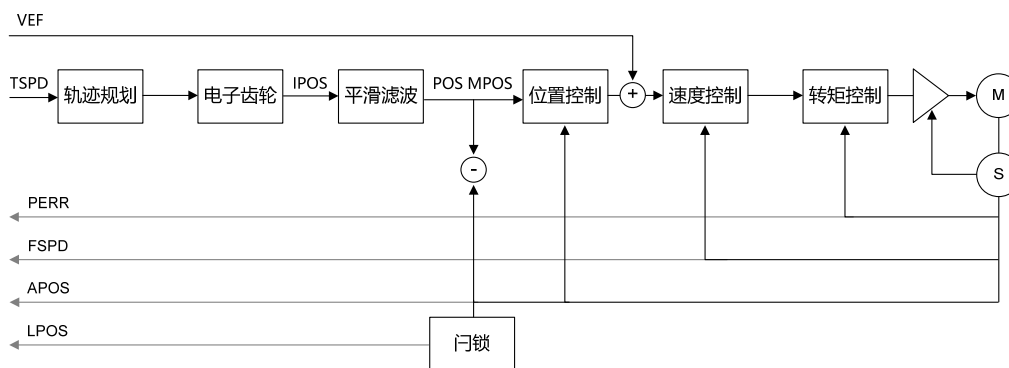 VEF
TSPD
轨迹规划
电子齿轮
IPOS
平滑滤波
POS MPOS
位置控制
+
速度控制
转矩控制
M
-
S
PERR
FSPD
APOS
LPOS
闩锁